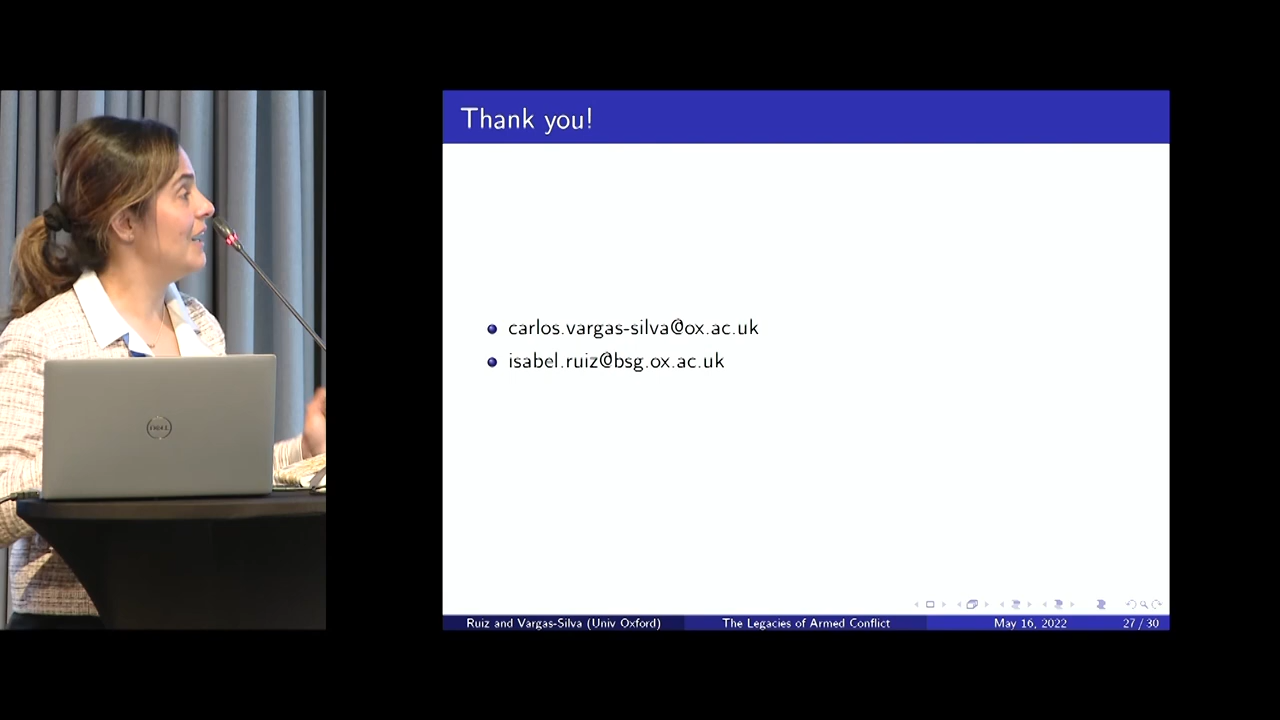 Thank you!
carlos.vargas-silva@ox.ac.uk
isabel.ruiz@bsg.ox.ac.uk
Ruiz and Vargas-Silva (Univ Oxford) The Legacies of Armed Conflict May 16, 2022 27 / 30
DELL